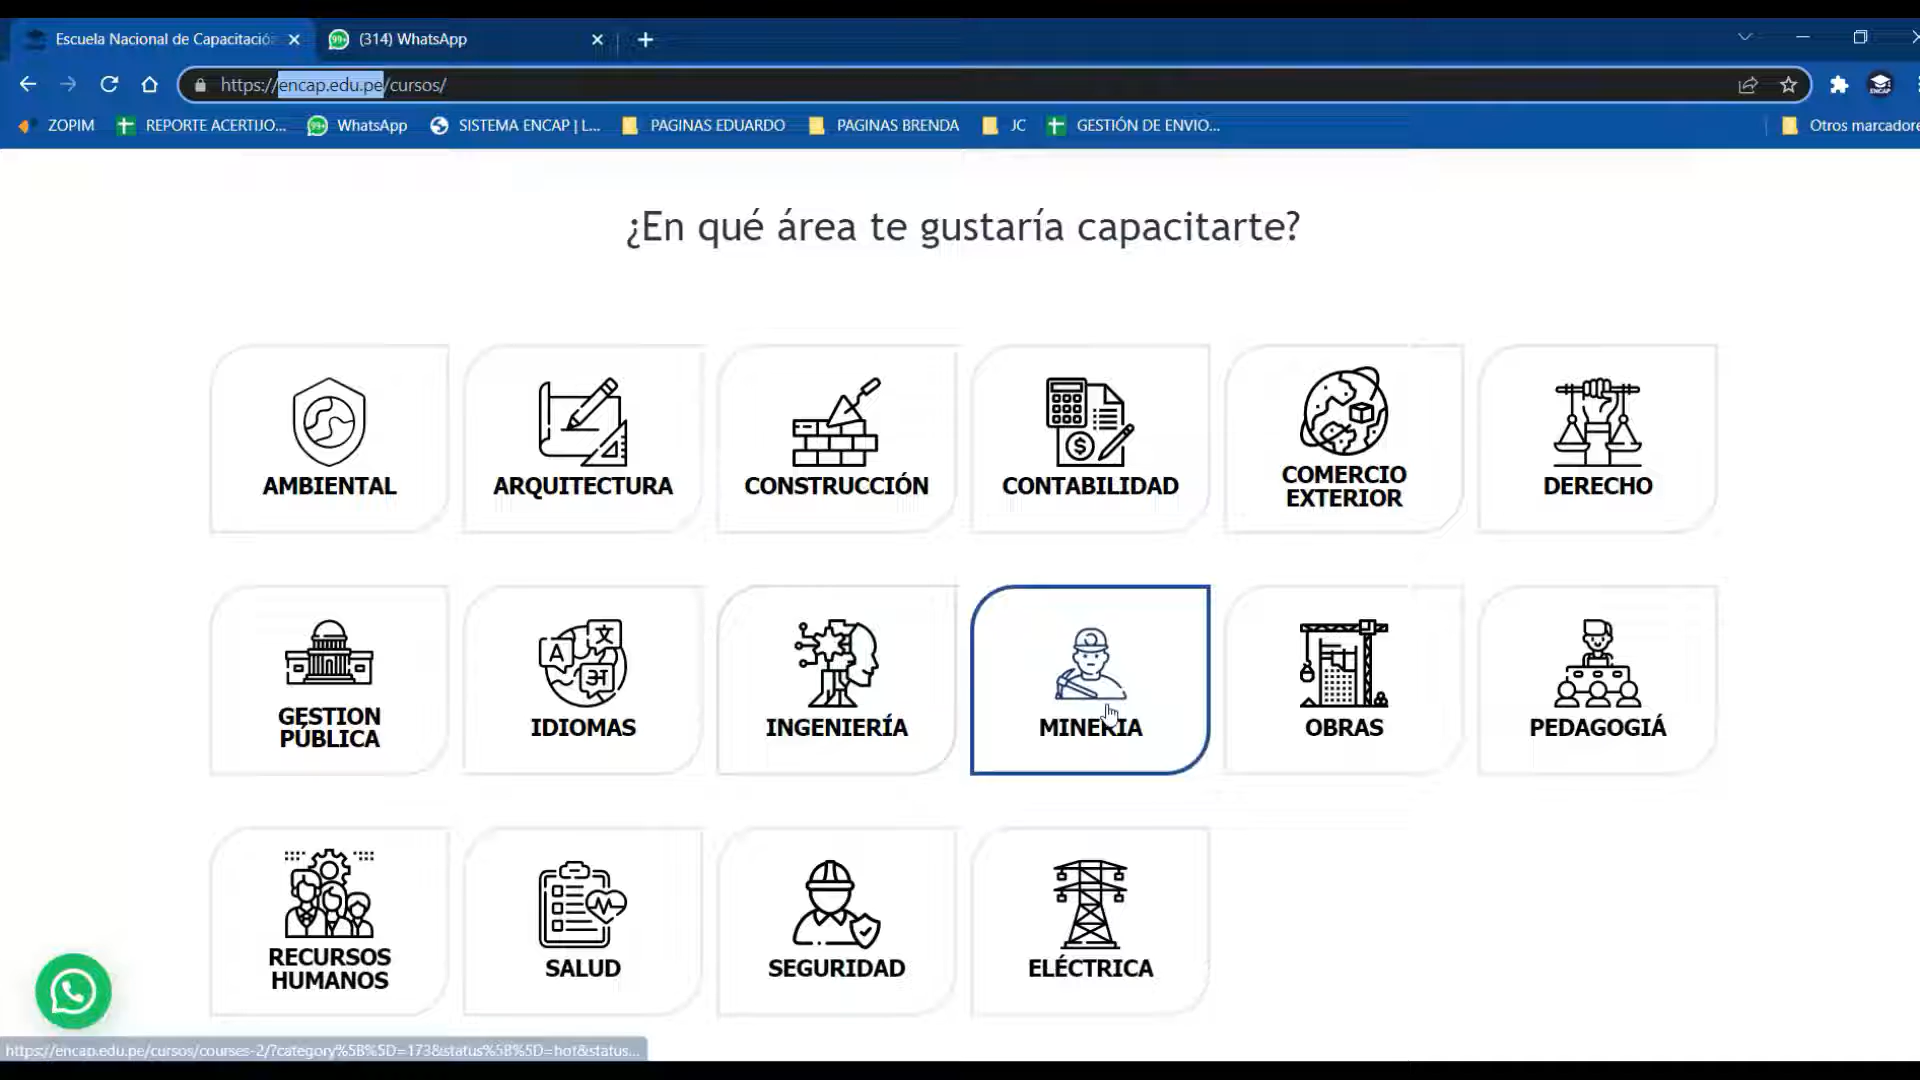 Escuela Nacional de Capacitació
(314) WhatsApp
https://encap.edu.pe/cursos/
ZOPIM
REPORTE ACERTIJO...
WhatsApp
SISTEMA ENCAP | L...
PAGINAS EDUARDO
PAGINAS BRENDA
JC
GESTIÓN DE ENVIO...
Otros marcadore
¿En qué área te gustaría capacitarte?
AMBIENTAL
ARQUITECTURA
CONSTRUCCIÓN
CONTABILIDAD
COMERCIO
EXTERIOR
DERECHO
GESTION
PÚBLICA
IDIOMAS
INGENIERÍA
MINERIA
OBRAS
PEDAGOGIÁ
RECURSOS
HUMANOS
SALUD
SEGURIDAD
ELÉCTRICA
https://encap.edu.pe/cursos/courses-2/?category%5B%5D=173&status%5B%5D=hot&status...